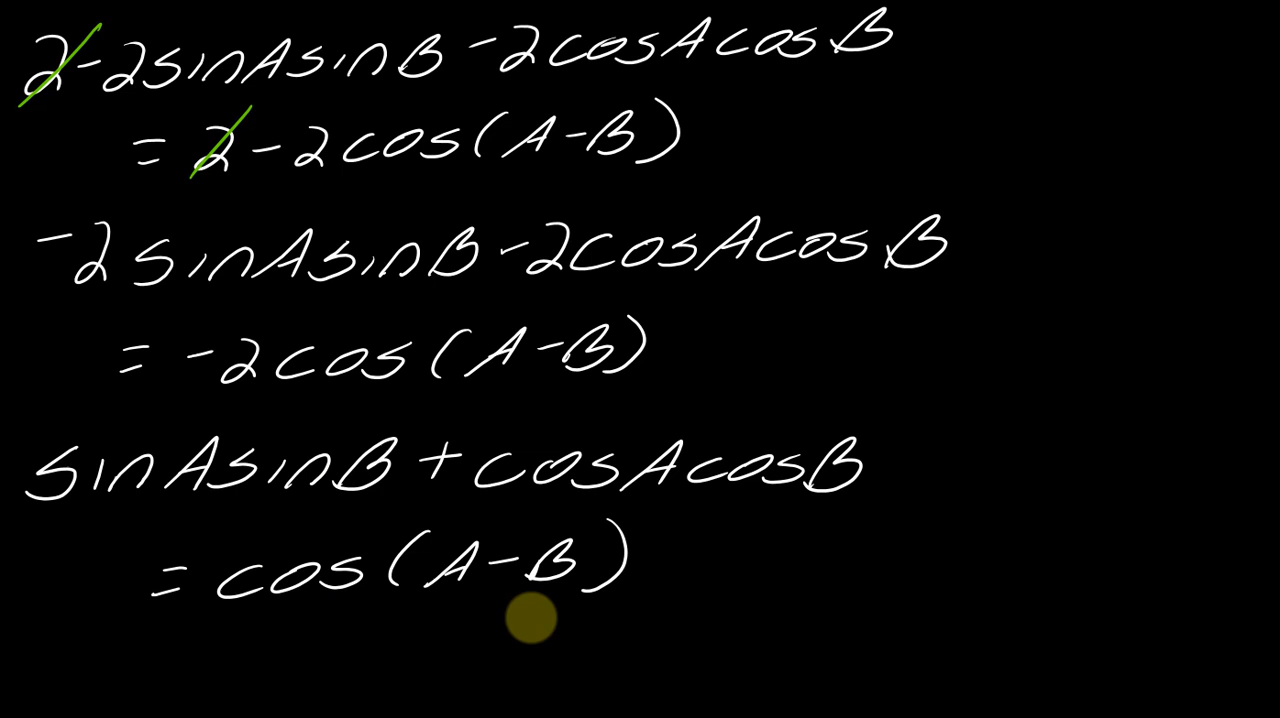 2-2sinAsinB-2cosAcosB
=2-2cos(A-B)
-2sinAsinB-2cosAcosB
=-2cos(A-B)
sinAsinB+cosAcosB
=cos(A-B)